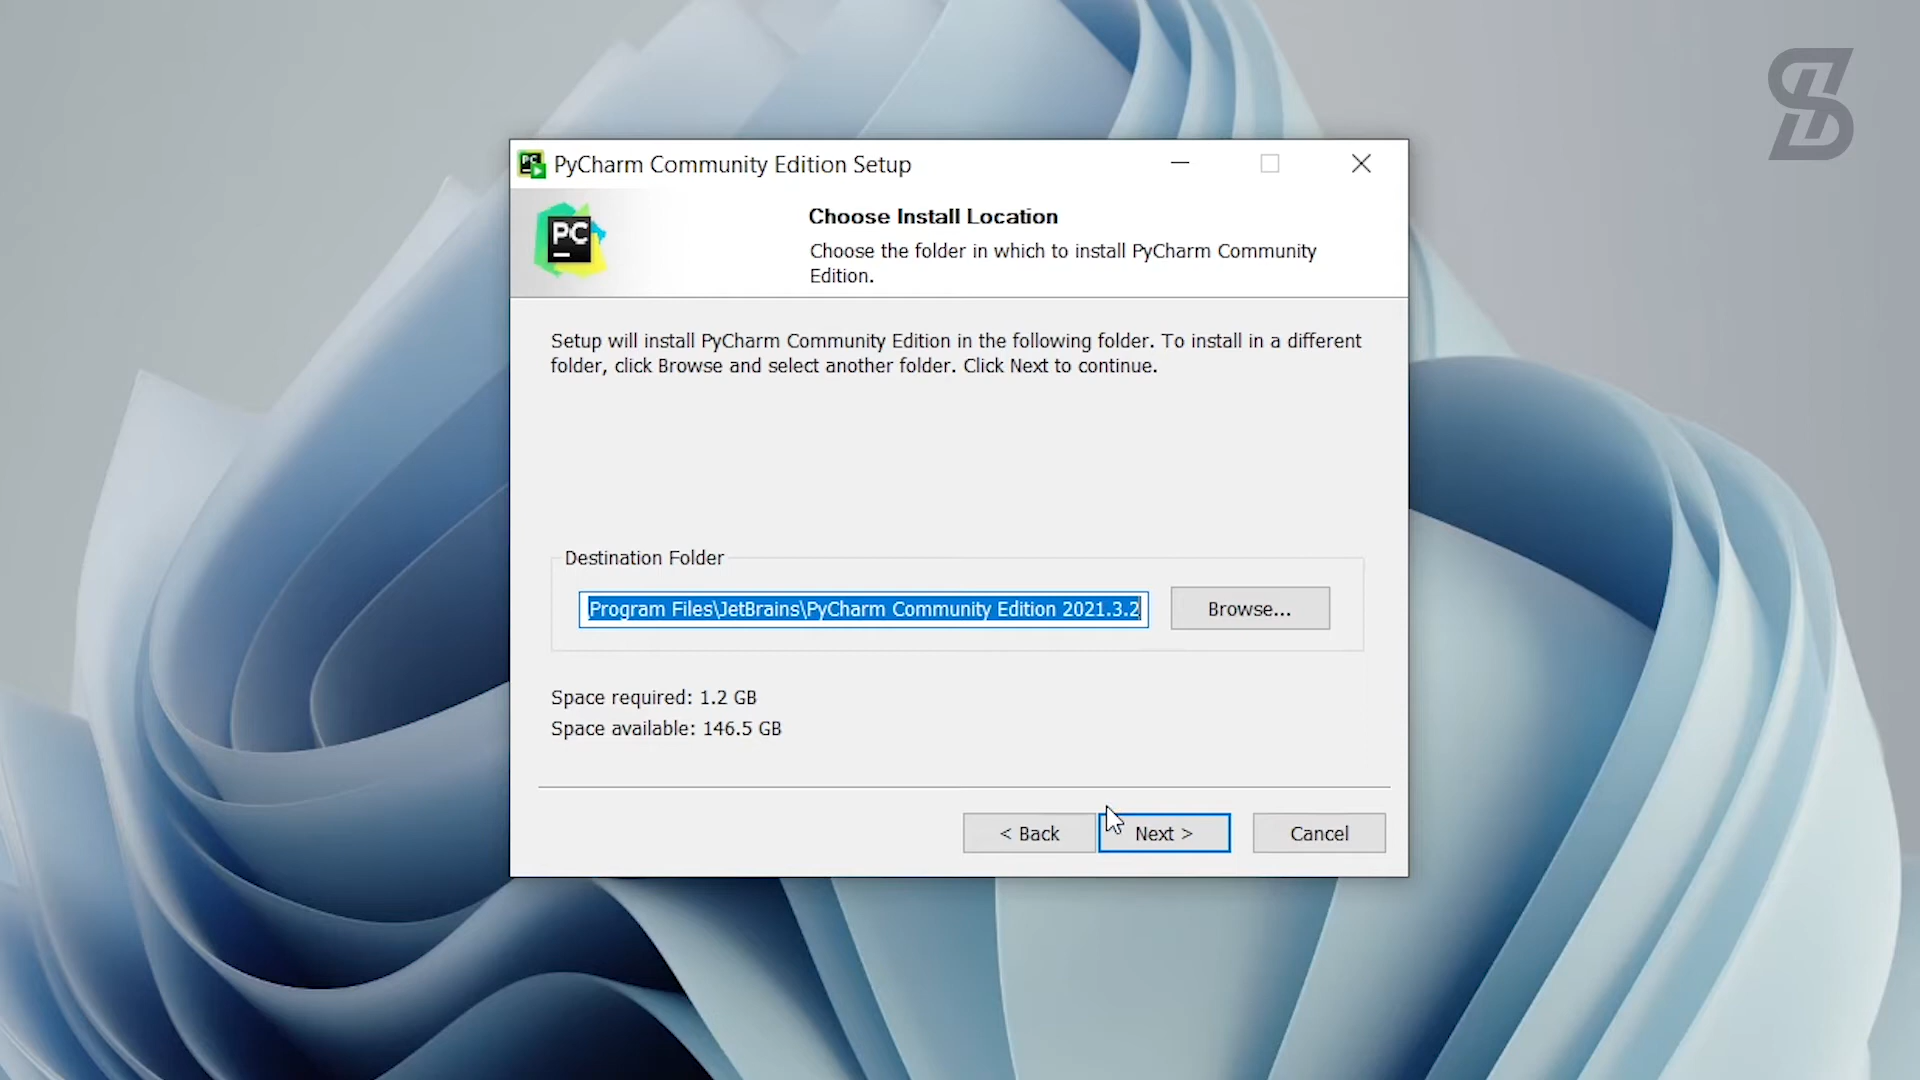 PyCharm Community Edition Setup
PC
Choose Install Location
Choose the folder in which to install PyCharm Community
Edition.
Setup will install PyCharm Community Edition in the following folder. To install in a different
folder, click Browse and select another folder. Click Next to continue.
Destination Folder
Program Files\JetBrains\PyCharm Community Edition 2021.3.2
Browse...
Space required: 1.2 GB
Space available: 146.5 GB
< Back
Next >
Cancel